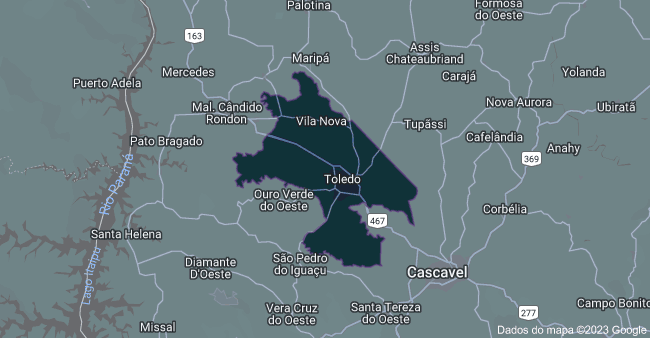 Palotina
Formosa
do Oeste
163
Assis
Chateaubriand
Maripá
Mercedes
Carajá
Yolanda
Puerto Adela
Nova Aurora
Ubiratã
Mal. Cândido
Rondon
Vila Nova
Tupãssi
Cafelândia
Pato Bragado
Anahy
369
Rio Paraná
Toledo
Ouro Verde
do Oeste
Corbélia
467
Santa Helena
Lago Itaipu
Diamante
D'Oeste
São Pedro
do Iguaçu
Cascavel
Vera Cruz
do Oeste
Santa Tereza
do Oeste
Campo Bonito
277
Missal
Dados do mapa ©2023 Google